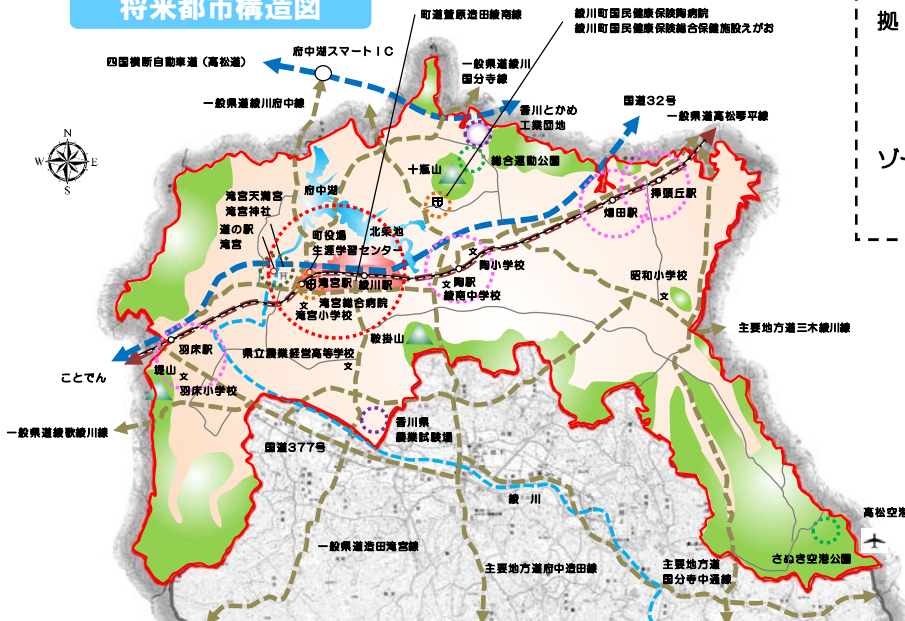 将来都市構造図
町道萱原造田綾南線
綾川町国民健康保険陶病院
綾川町国民健康保険総合保健施設えがお
拠
ゾー
府中湖スマートIC
四国横断自動車道（高松道）
一般県道綾川
国分寺線
一般県道綾川府中線
香川とかめ
工業団地
国道32号
一般県道高松琴平線
N
W
E
S
十瓶山
総合運動公園
府中湖
滝宮天満宮
滝宮神社
道の駅
滝宮
挿頭丘駅
畑田駅
町役場
北条池
生涯学習センター
陶小学校
滝宮駅
綾川駅
陶駅
綾南中学校
昭和小学校
滝宮総合病院
滝宮小学校
主要地方道三木綾川線
鞍掛山
羽床駅
県立農業経営高等学校
ことでん
堤山
羽床小学校
香川県
農業試験場
一般県道綾歌綾川線
国道377号
綾川
高松空港
一般県道造田滝宮線
さぬき空港公園
主要地方道府中造田線
主要地方道
国分寺中通線